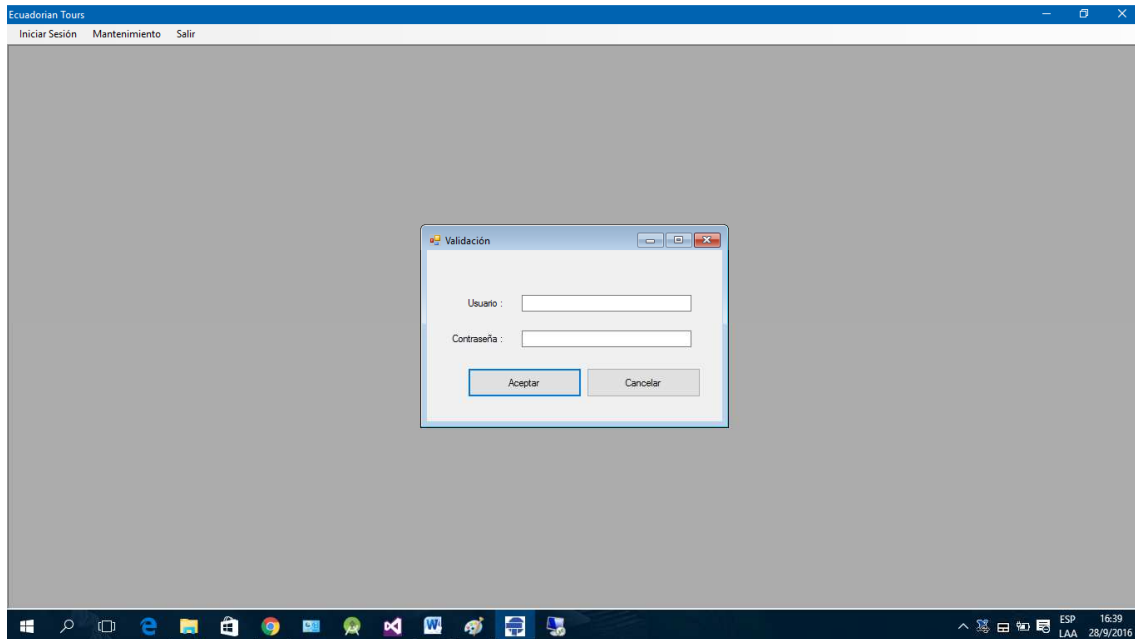 Ecuadorian Tours
Iniciar Sesión Mantenimiento Salir
Validación
Usuario :
Contraseña :
Aceptar Cancelar
ESP 16:39
LAA 28/9/2016